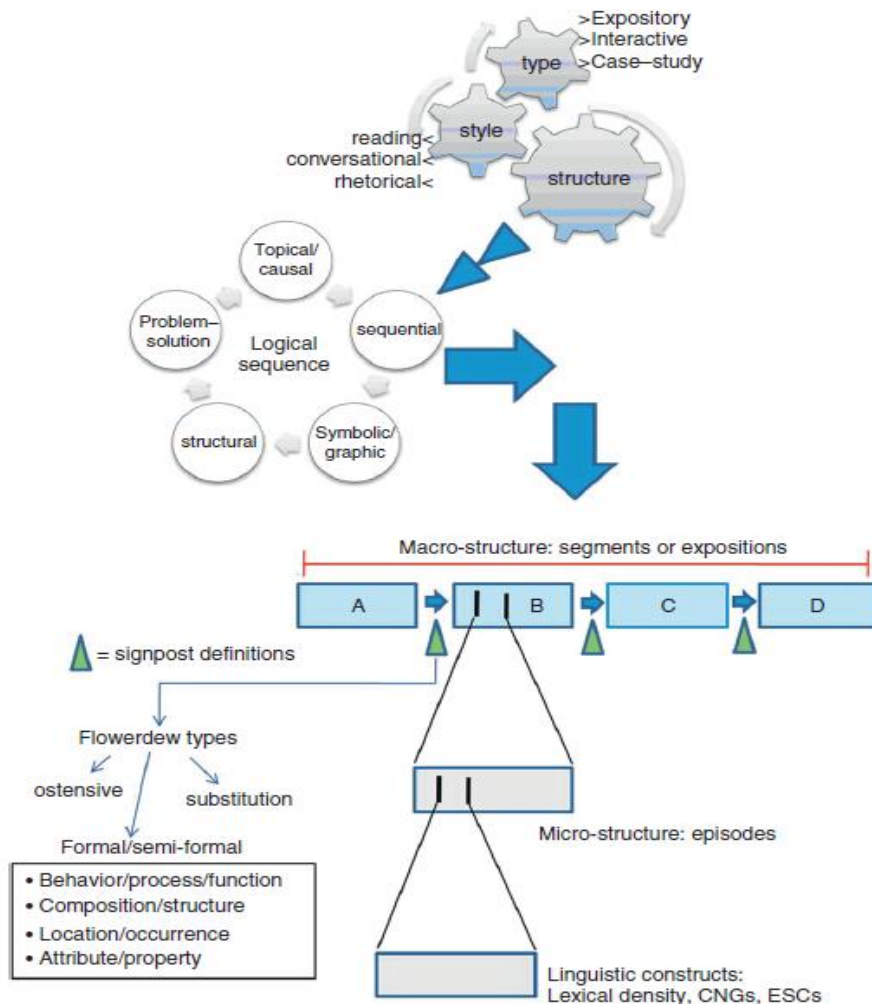 >Expository
type
>Interactive
>Case–study
style
reading<
conversational<
rhetorical<
structure
Topical/
causal
Problem–
solution
Logical
sequence
sequential
structural
Symbolic/
graphic
Macro-structure: segments or expositions
A
B
C
D
= signpost definitions
Flowerdew types
ostensive
substitution
Formal/semi-formal
• Behavior/process/function
• Composition/structure
• Location/occurrence
• Attribute/property
Micro-structure: episodes
Linguistic constructs:
Lexical density, CNGs, ESCs